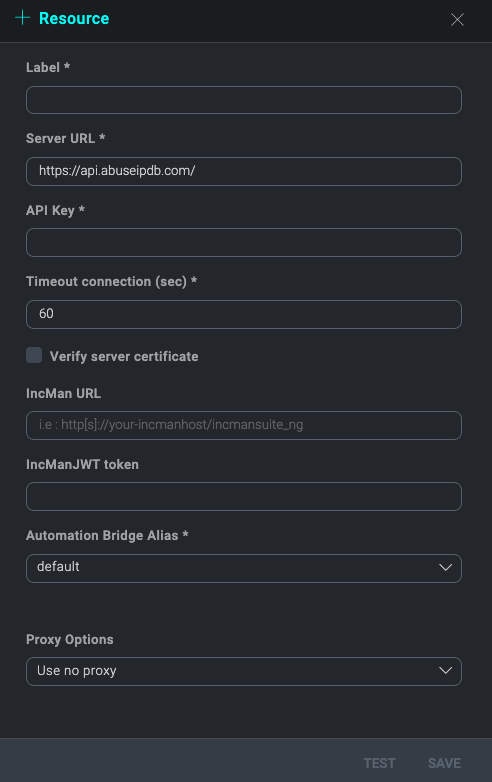 Resource
Label *
Server URL *
https://api.abuseipdb.com/
API Key *
Timeout connection (sec) *
60
Verify server certificate
IncMan URL
i.e : http[s]://your-incmanhost/incmansuite_ng
IncManJWT token
Automation Bridge Alias *
default
Proxy Options
Use no proxy
TEST SAVE